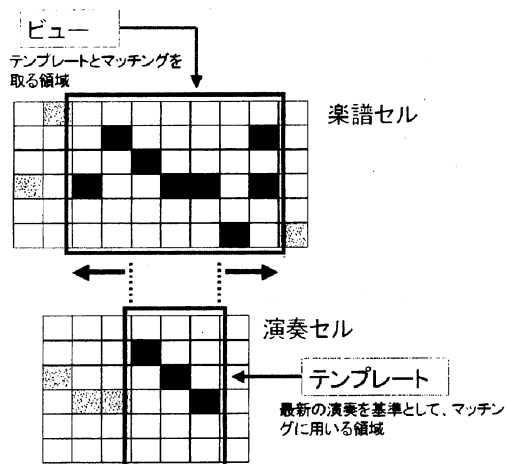 ビュー
テンプレートとマッチングを
取る領域
楽譜セル
演奏セル
テンプレート
最新の演奏を基準として、マッチン
グに用いる領域